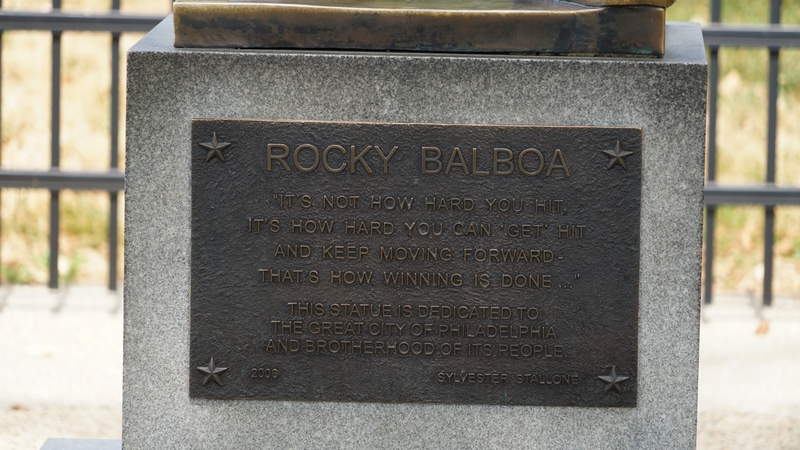 ROCKY BALBOA
"IT'S NOT HOW HARD YOU HIT,
IT'S HOW HARD YOU CAN 'GET' HIT
AND KEEP MOVING FORWARD-
THAT'S HOW WINNING IS DONE..."
THIS STATUE IS DEDICATED TO
THE GREAT CITY OF PHILADELPHIA
AND BROTHERHOOD OF ITS PEOPLE.
2006 SYLVESTER STALLONE